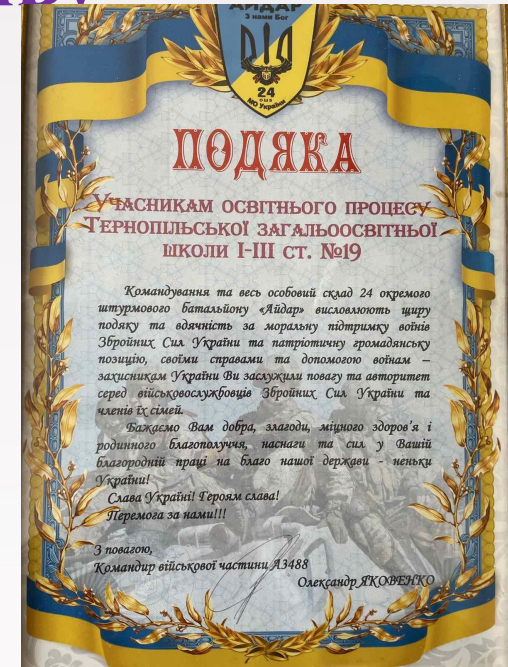 АЙДАР
З нами Бог
24
ОШБ
МО України
ПОДЯКА
УЧАСНИКАМ ОСВІТНЬОГО ПРОЦЕСУ
ТЕРНОПІЛЬСЬКОЇ ЗАГАЛЬООСВІТНЬОЇ
ШКОЛИ І-ІІІ СТ. №19
Командування та весь особовий склад 24 окремого
штурмового батальйону «Айдар» висловлюють щиру
подяку та вдячність за моральну підтримку воїнів
Збройних Сил України та патріотичну громадянську
позицію, своїми справами та допомогою воїнам –
захисникам України Ви заслужили повагу та авторитет
серед військовослужбовців Збройних Сил України та
членів їх сімей.
Бажаємо Вам добра, злагоди, міцного здоров'я і
родинного благополуччя, наснаги та сил у Вашій
благородній праці на благо нашої держави - неньки
України!
Слава Україні! Героям слава!
Перемога за нами!!!
З повагою,
Командир військової частини А3488
Олександр ЯКОВЕНКО